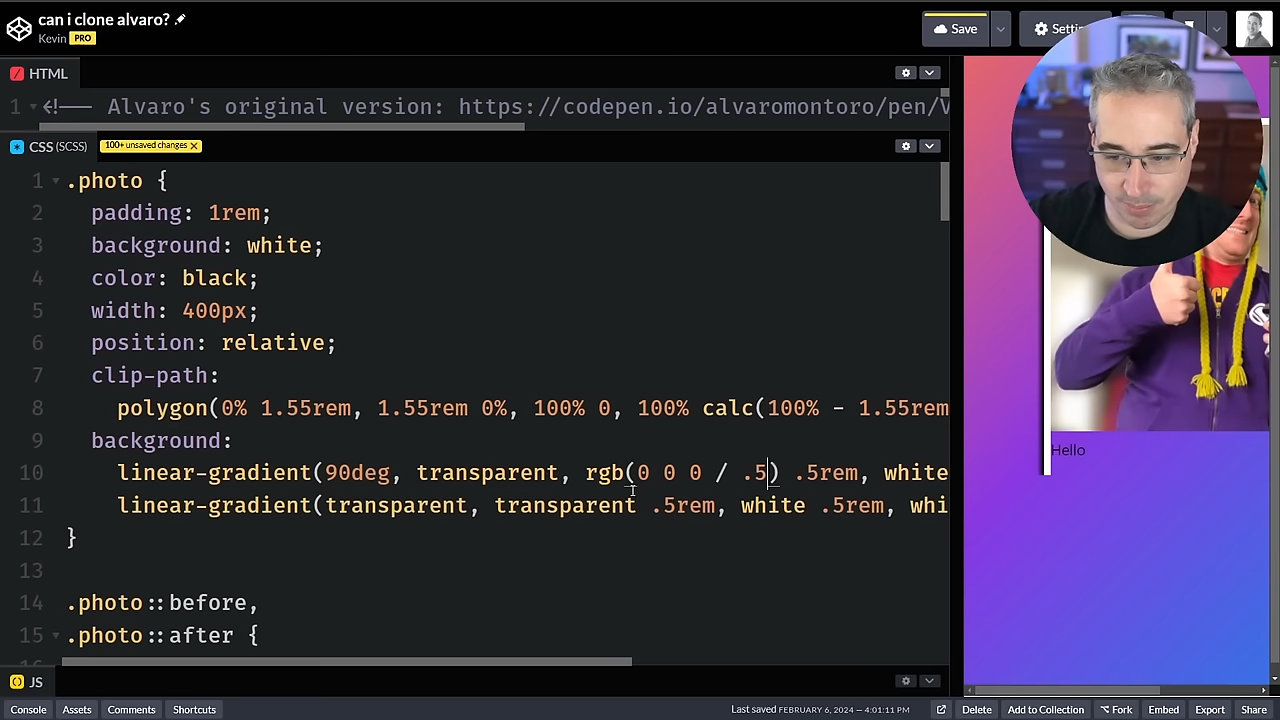 can i clone alvaro?
Kevin PRO
Save
HTML
1 <!—— Alvaro's original version: https://codepen.io/alvaromontoro/pen/
CSS (SCSS) 100+ unsaved changes X
1 .photo {
2 padding: 1rem;
3 background: white;
4 color: black;
5 width: 400px;
6 position: relative;
7 clip-path:
8 polygon(0% 1.55rem, 1.55rem 0%, 100% 0, 100% calc(100% - 1.55rem
9 background:
10 linear-gradient(90deg, transparent, rgb(0 0 0 / .5) .5rem, white
11 linear-gradient(transparent, transparent .5rem, white .5rem, whi
12 }
13
14 .photo::before,
15 .photo::after {
Hello
JS
Console Assets Comments Shortcuts Last saved FEBRUARY 6, 2024 — 4:01:11 PM Delete Add to Collection Fork Embed Export Share